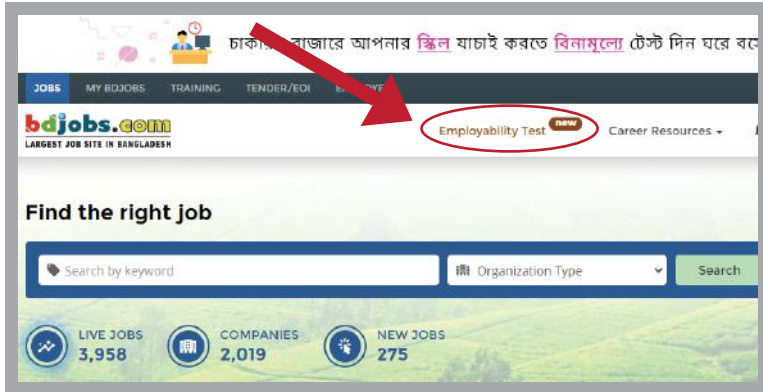 চাকরির বাজারে আপনার স্কিল যাচাই করতে বিনামূল্যে টেস্ট দিন ঘরে
JOBS MY BDJOBS TRAINING TENDER/EOI
bdjobs.com
LARGEST JOB SITE IN BANGLADESH
Employability Test new Career Resources
Find the right job
Search by keyword Organization Type Search
LIVE JOBS COMPANIES NEW JOBS
3,958 2,019 275